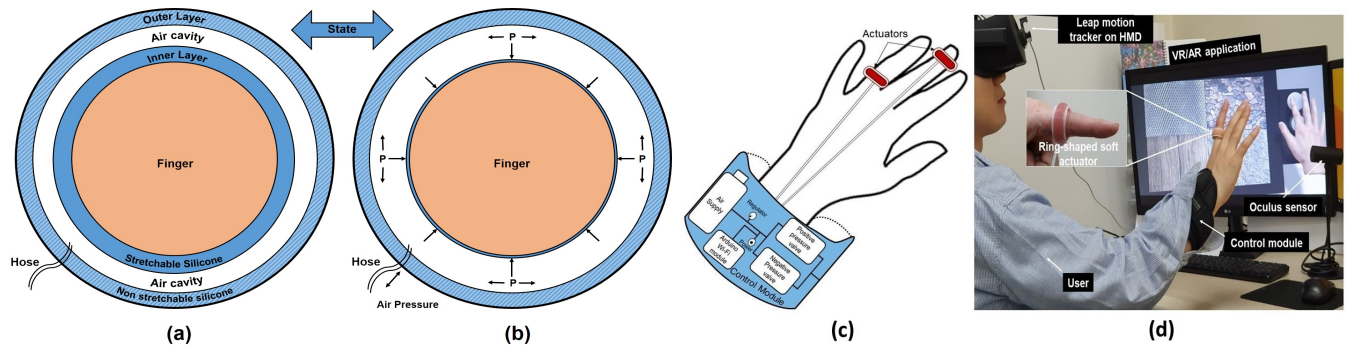 Outer Layer
Air cavity
Inner Layer
Finger
Stretchable Silicone
Air cavity
Non stretchable silicone
Hose
(a)
State
P
P
P
P
Finger
Hose
Air Pressure
(b)
Actuators
Air
Supply
Regulator
Power
Arduino
Wi-Fi
module
Positive
pressure
valve
Negative
Pressure
valve
Control Module
(c)
Leap motion
tracker on HMD
VR/AR application
Ring-shaped soft
actuator
Oculus sensor
Control module
User
(d)